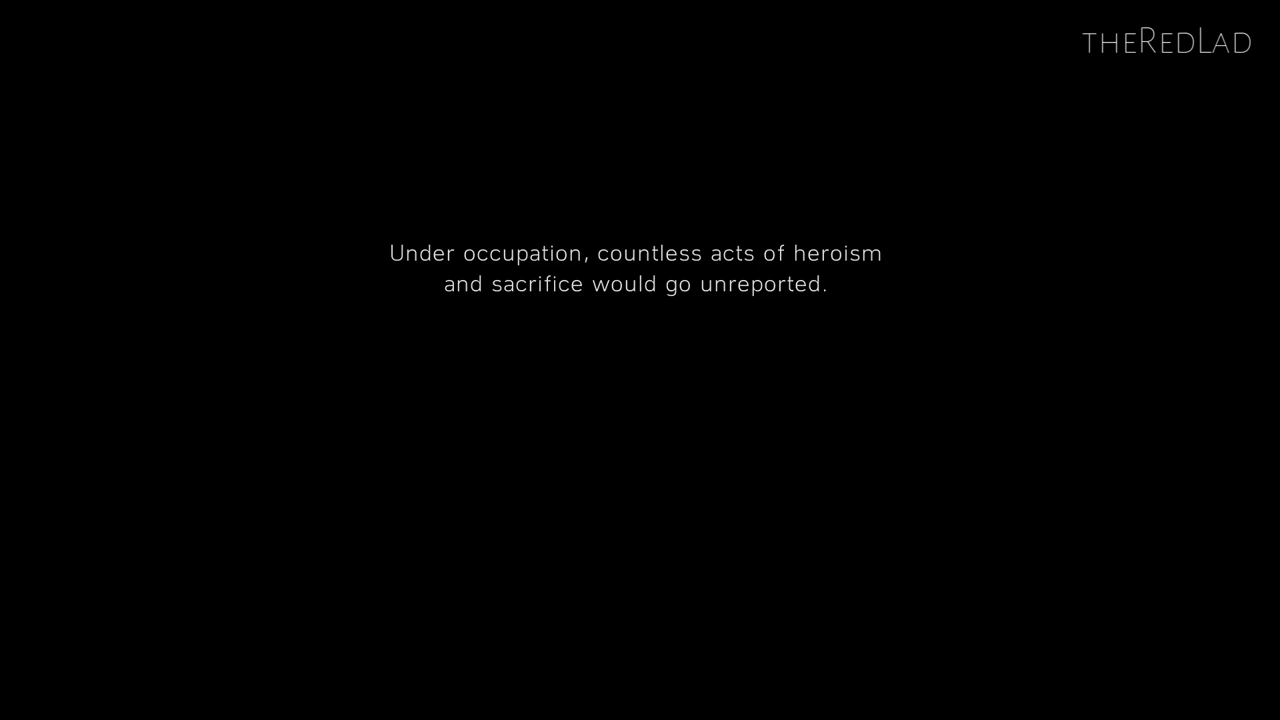 THEREDLAD
Under occupation, countless acts of heroism
and sacrifice would go unreported.